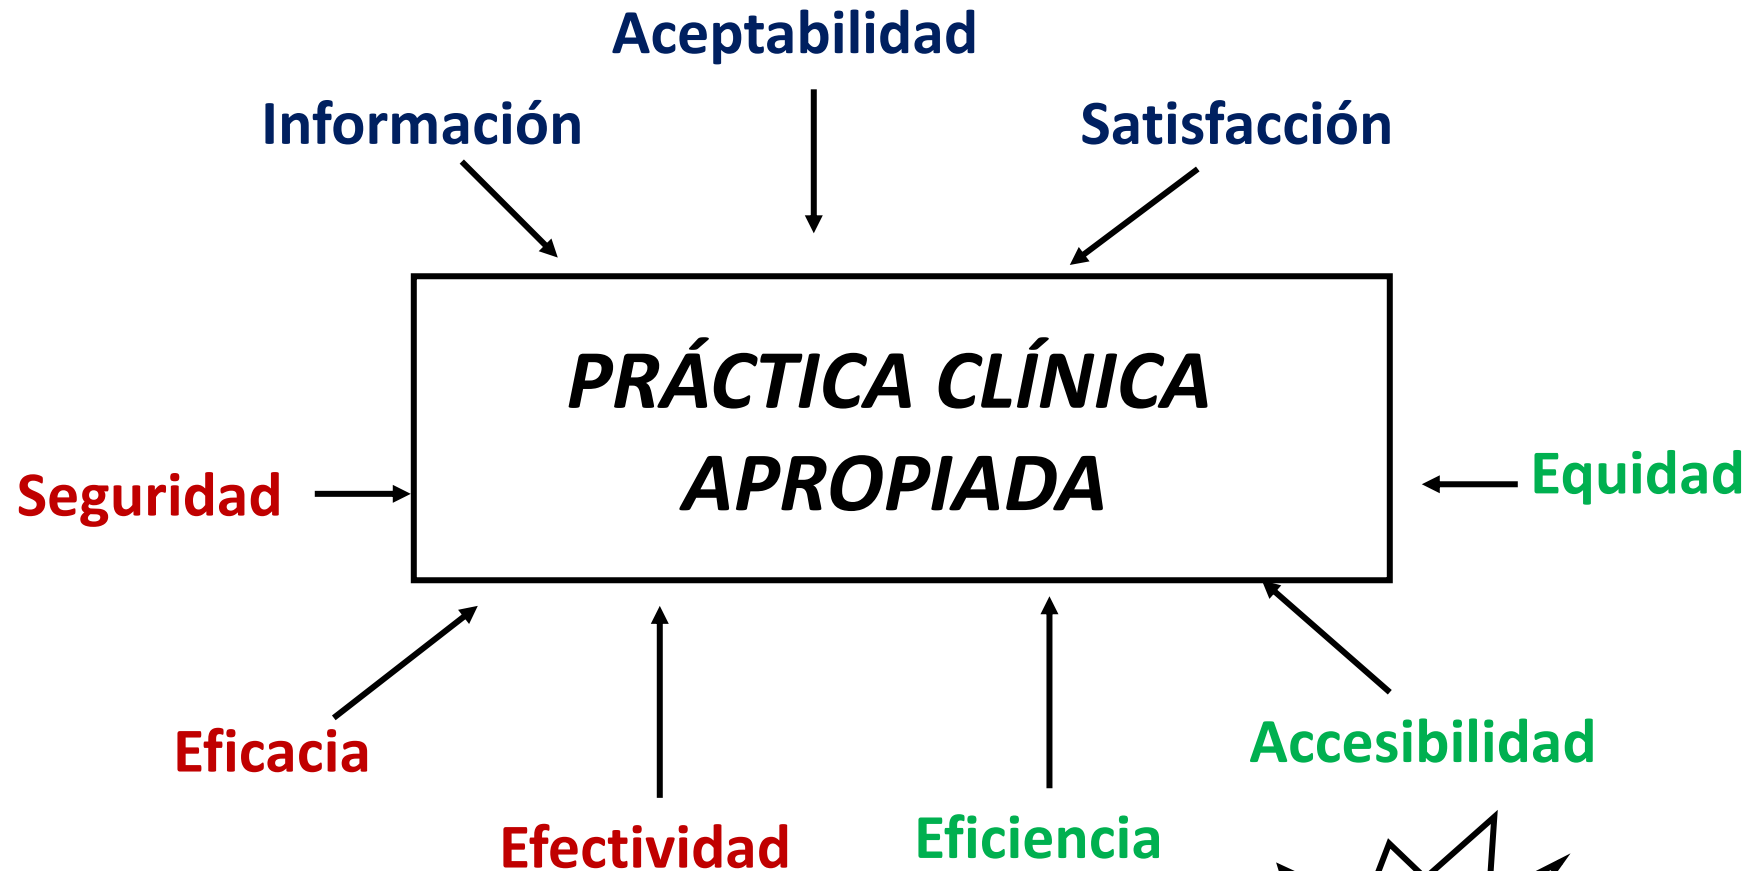 Aceptabilidad
Información
Satisfacción
PRÁCTICA CLÍNICA
APROPIADA
Seguridad
Equidad
Eficacia
Accesibilidad
Efectividad
Eficiencia